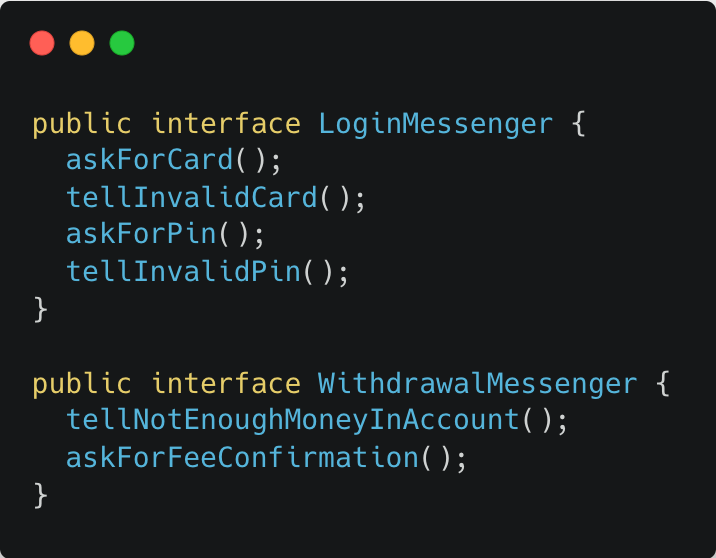 public interface LoginMessenger {
  askForCard();
  tellInvalidCard();
  askForPin();
  tellInvalidPin();
}

public interface WithdrawalMessenger {
  tellNotEnoughMoneyInAccount();
  askForFeeConfirmation();
}